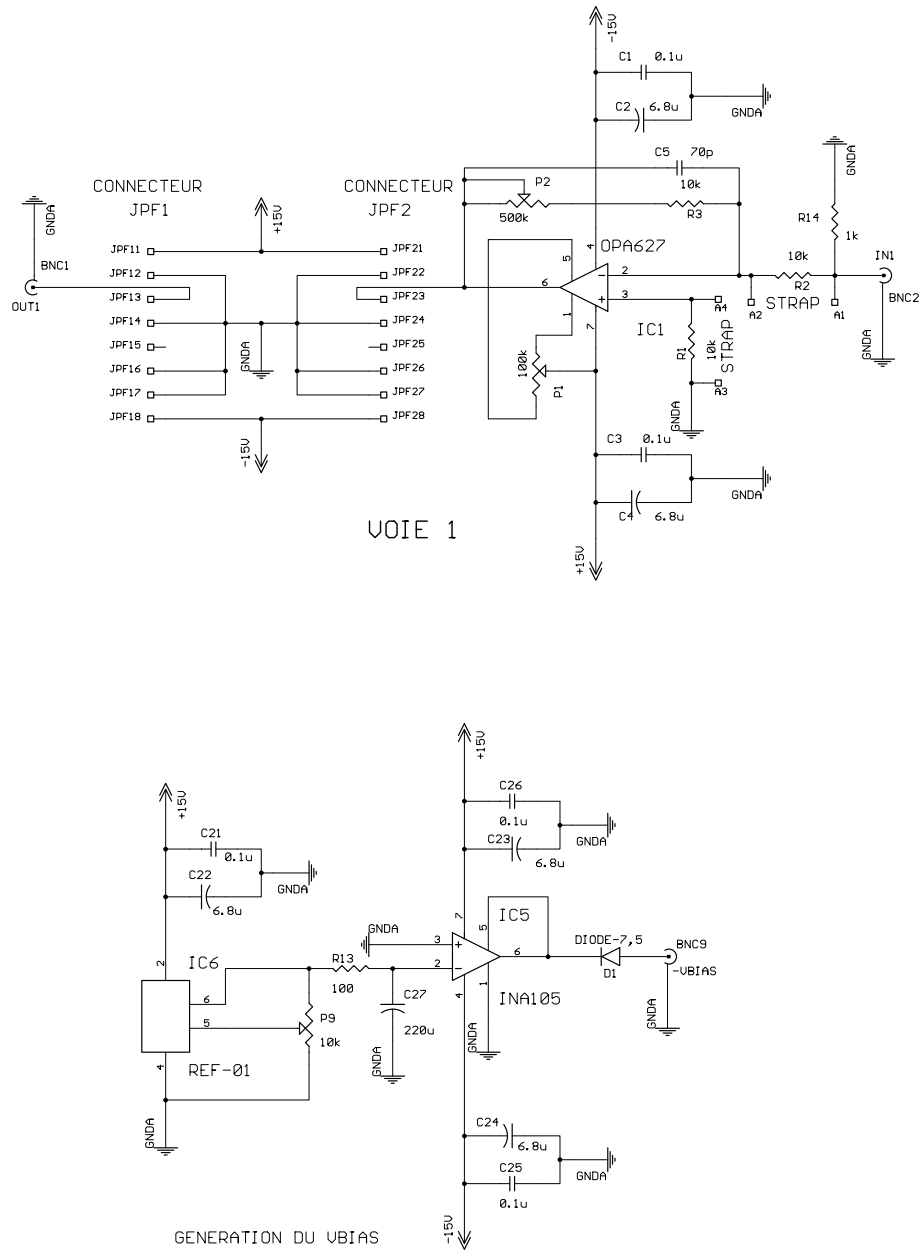 -15V
C1
0.1u
C2
6.8u
GNDA
C5
70p
GNDA
CONNECTEUR
JPF1
CONNECTEUR
JPF2
P2
500k
10k
R3
R14
1k
GNDA
+15V
OPA627
BNC1
OUT1
JPF11
JPF12
JPF13
JPF14
JPF15
JPF16
JPF17
JPF18
JPF21
JPF22
JPF23
JPF24
JPF25
JPF26
JPF27
JPF28
GNDA
-15V
5
4
6
2
3
1
7
10k
R2
IN1
BNC2
A2
STRAP
A1
A4
IC1
R1
10k
STRAP
A3
GNDA
GNDA
100k
P1
C3
0.1u
C4
6.8u
GNDA
+15V
VOIE 1
+15V
+15V
C26
0.1u
C23
6.8u
GNDA
C21
0.1u
C22
6.8u
GNDA
GNDA
7
5
IC5
3
2
6
4
1
INA105
DIODE-7,5
D1
BNC9
-VBIAS
GNDA
2
IC6
6
5
4
REF-01
R13
100
P9
10k
C27
220u
GNDA
GNDA
GNDA
C24
6.8u
C25
0.1u
GNDA
-15V
GENERATION DU VBIAS